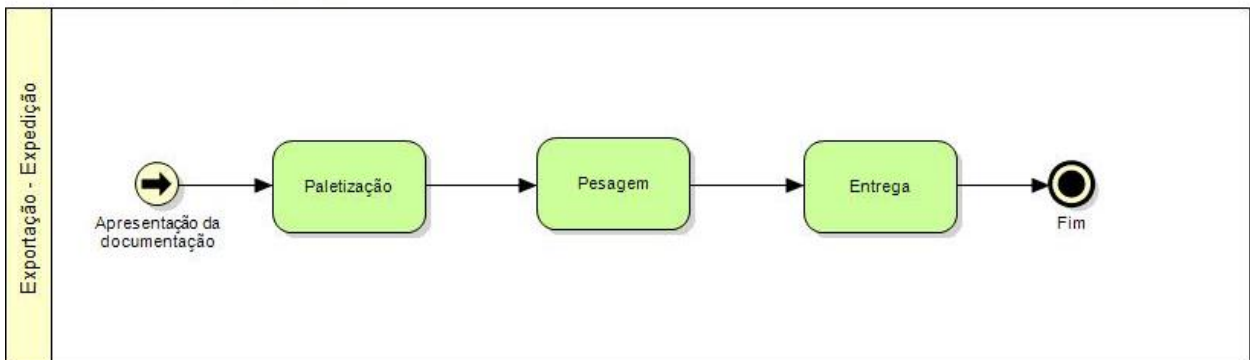 Exportação - Expedição
Apresentação da
documentação
Paletização
Pesagem
Entrega
Fim